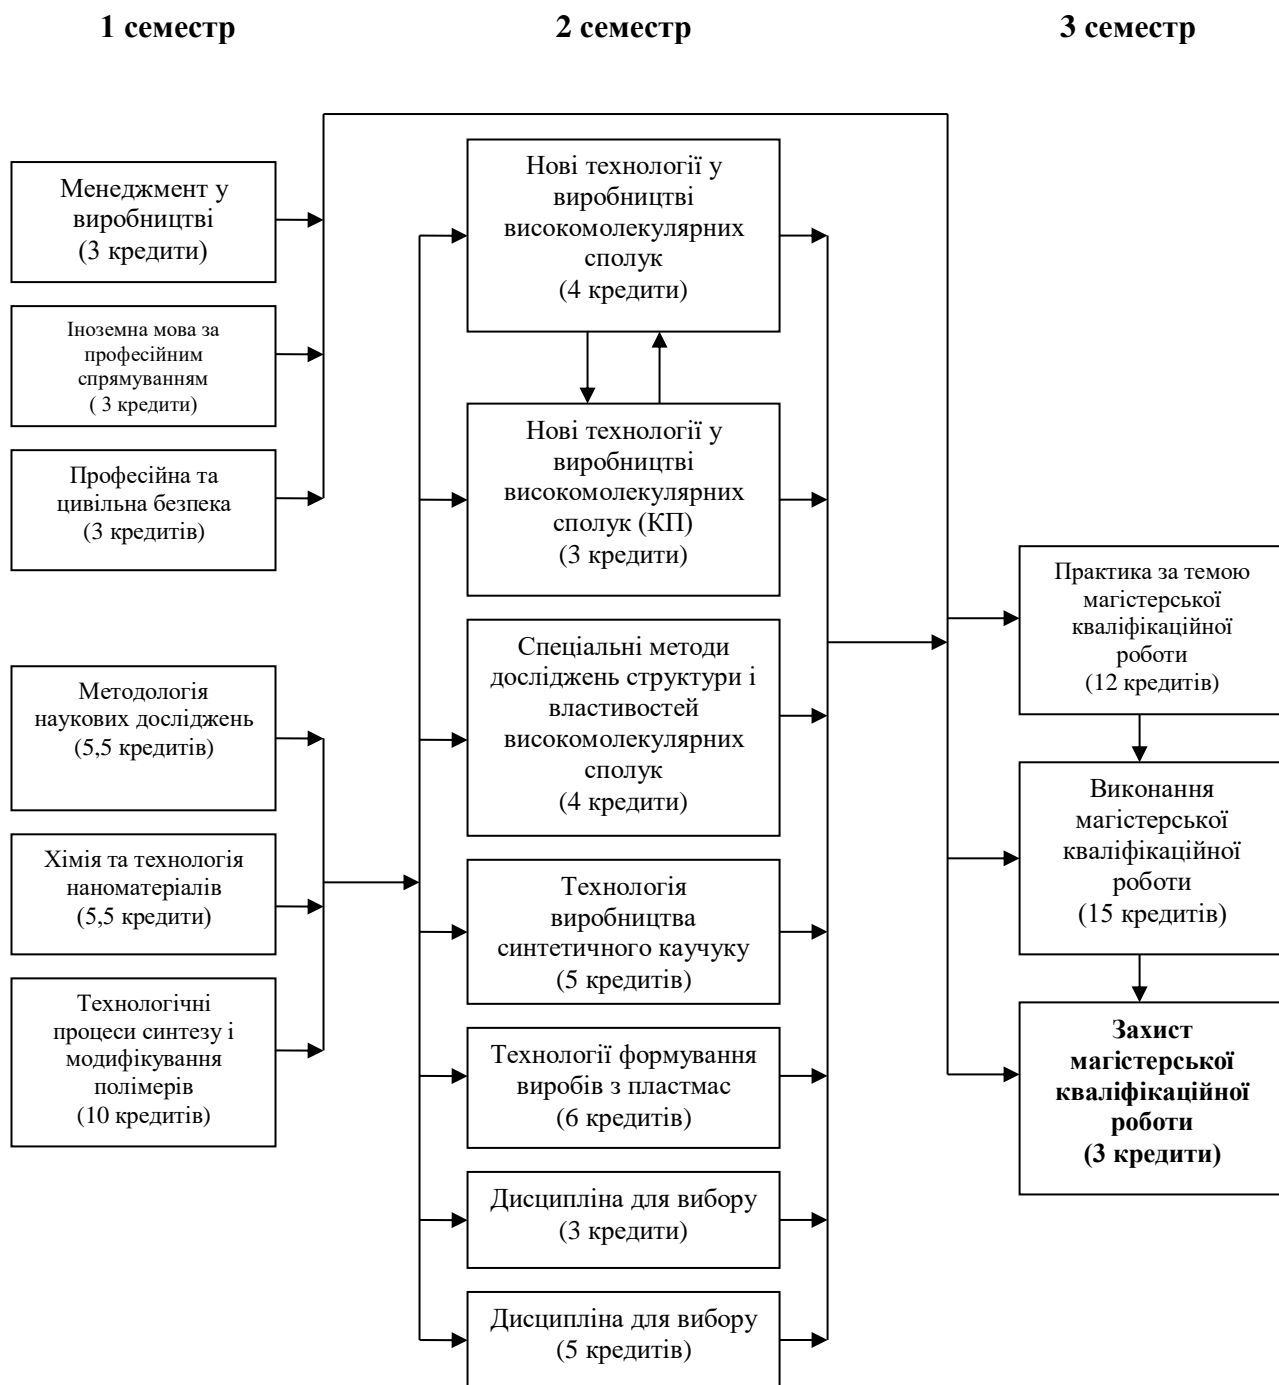 1 семестр
2 семестр
3 семестр
Менеджмент у
виробництві
(3 кредити)
Іноземна мова за
професійним
спрямуванням
( 3 кредити)
Професійна та
цивільна безпека
(3 кредитів)
Методологія
наукових досліджень
(5,5 кредитів)
Хімія та технологія
наноматеріалів
(5,5 кредити)
Технологічні
процеси синтезу і
модифікування
полімерів
(10 кредитів)
Нові технології у
виробництві
високомолекулярних
сполук
(4 кредити)
Нові технології у
виробництві
високомолекулярних
сполук (КП)
(3 кредити)
Спеціальні методи
досліджень структури і
властивостей
високомолекулярних
сполук
(4 кредити)
Технологія
виробництва
синтетичного каучуку
(5 кредитів)
Технології формування
виробів з пластмас
(6 кредитів)
Дисципліна для вибору
(3 кредити)
Дисципліна для вибору
(5 кредитів)
Практика за темою
магістерської
кваліфікаційної
роботи
(12 кредитів)
Виконання
магістерської
кваліфікаційної
роботи
(15 кредитів)
Захист
магістерської
кваліфікаційної
роботи
(3 кредити)